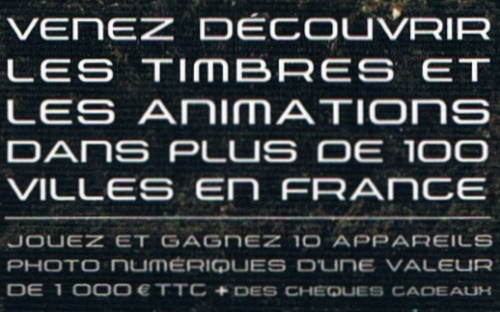 VENEZ DÉCOUVRIR
LES TIMBRES ET
LES ANIMATIONS
DANS PLUS DE 100
VILLES EN FRANCE
JOUEZ ET GAGNEZ 10 APPAREILS
PHOTO NUMÉRIQUES D'UNE VALEUR
DE 1 000 € TTC + DES CHÈQUES CADEAUX